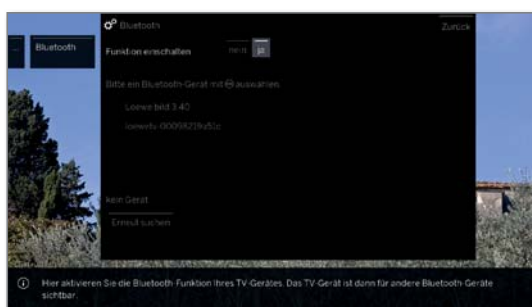 Bluetooth
Zurück
... Bluetooth
Funktion einschalten nein ja
Bitte ein Bluetooth-Gerät mit auswählen.
Loewe bild 3.40
kein Gerät
Erneut suchen
Hier aktivieren Sie die Bluetooth-Funktion Ihres TV-Gerätes. Das TV-Gerät ist dann für andere Bluetooth-Geräte
sichtbar.